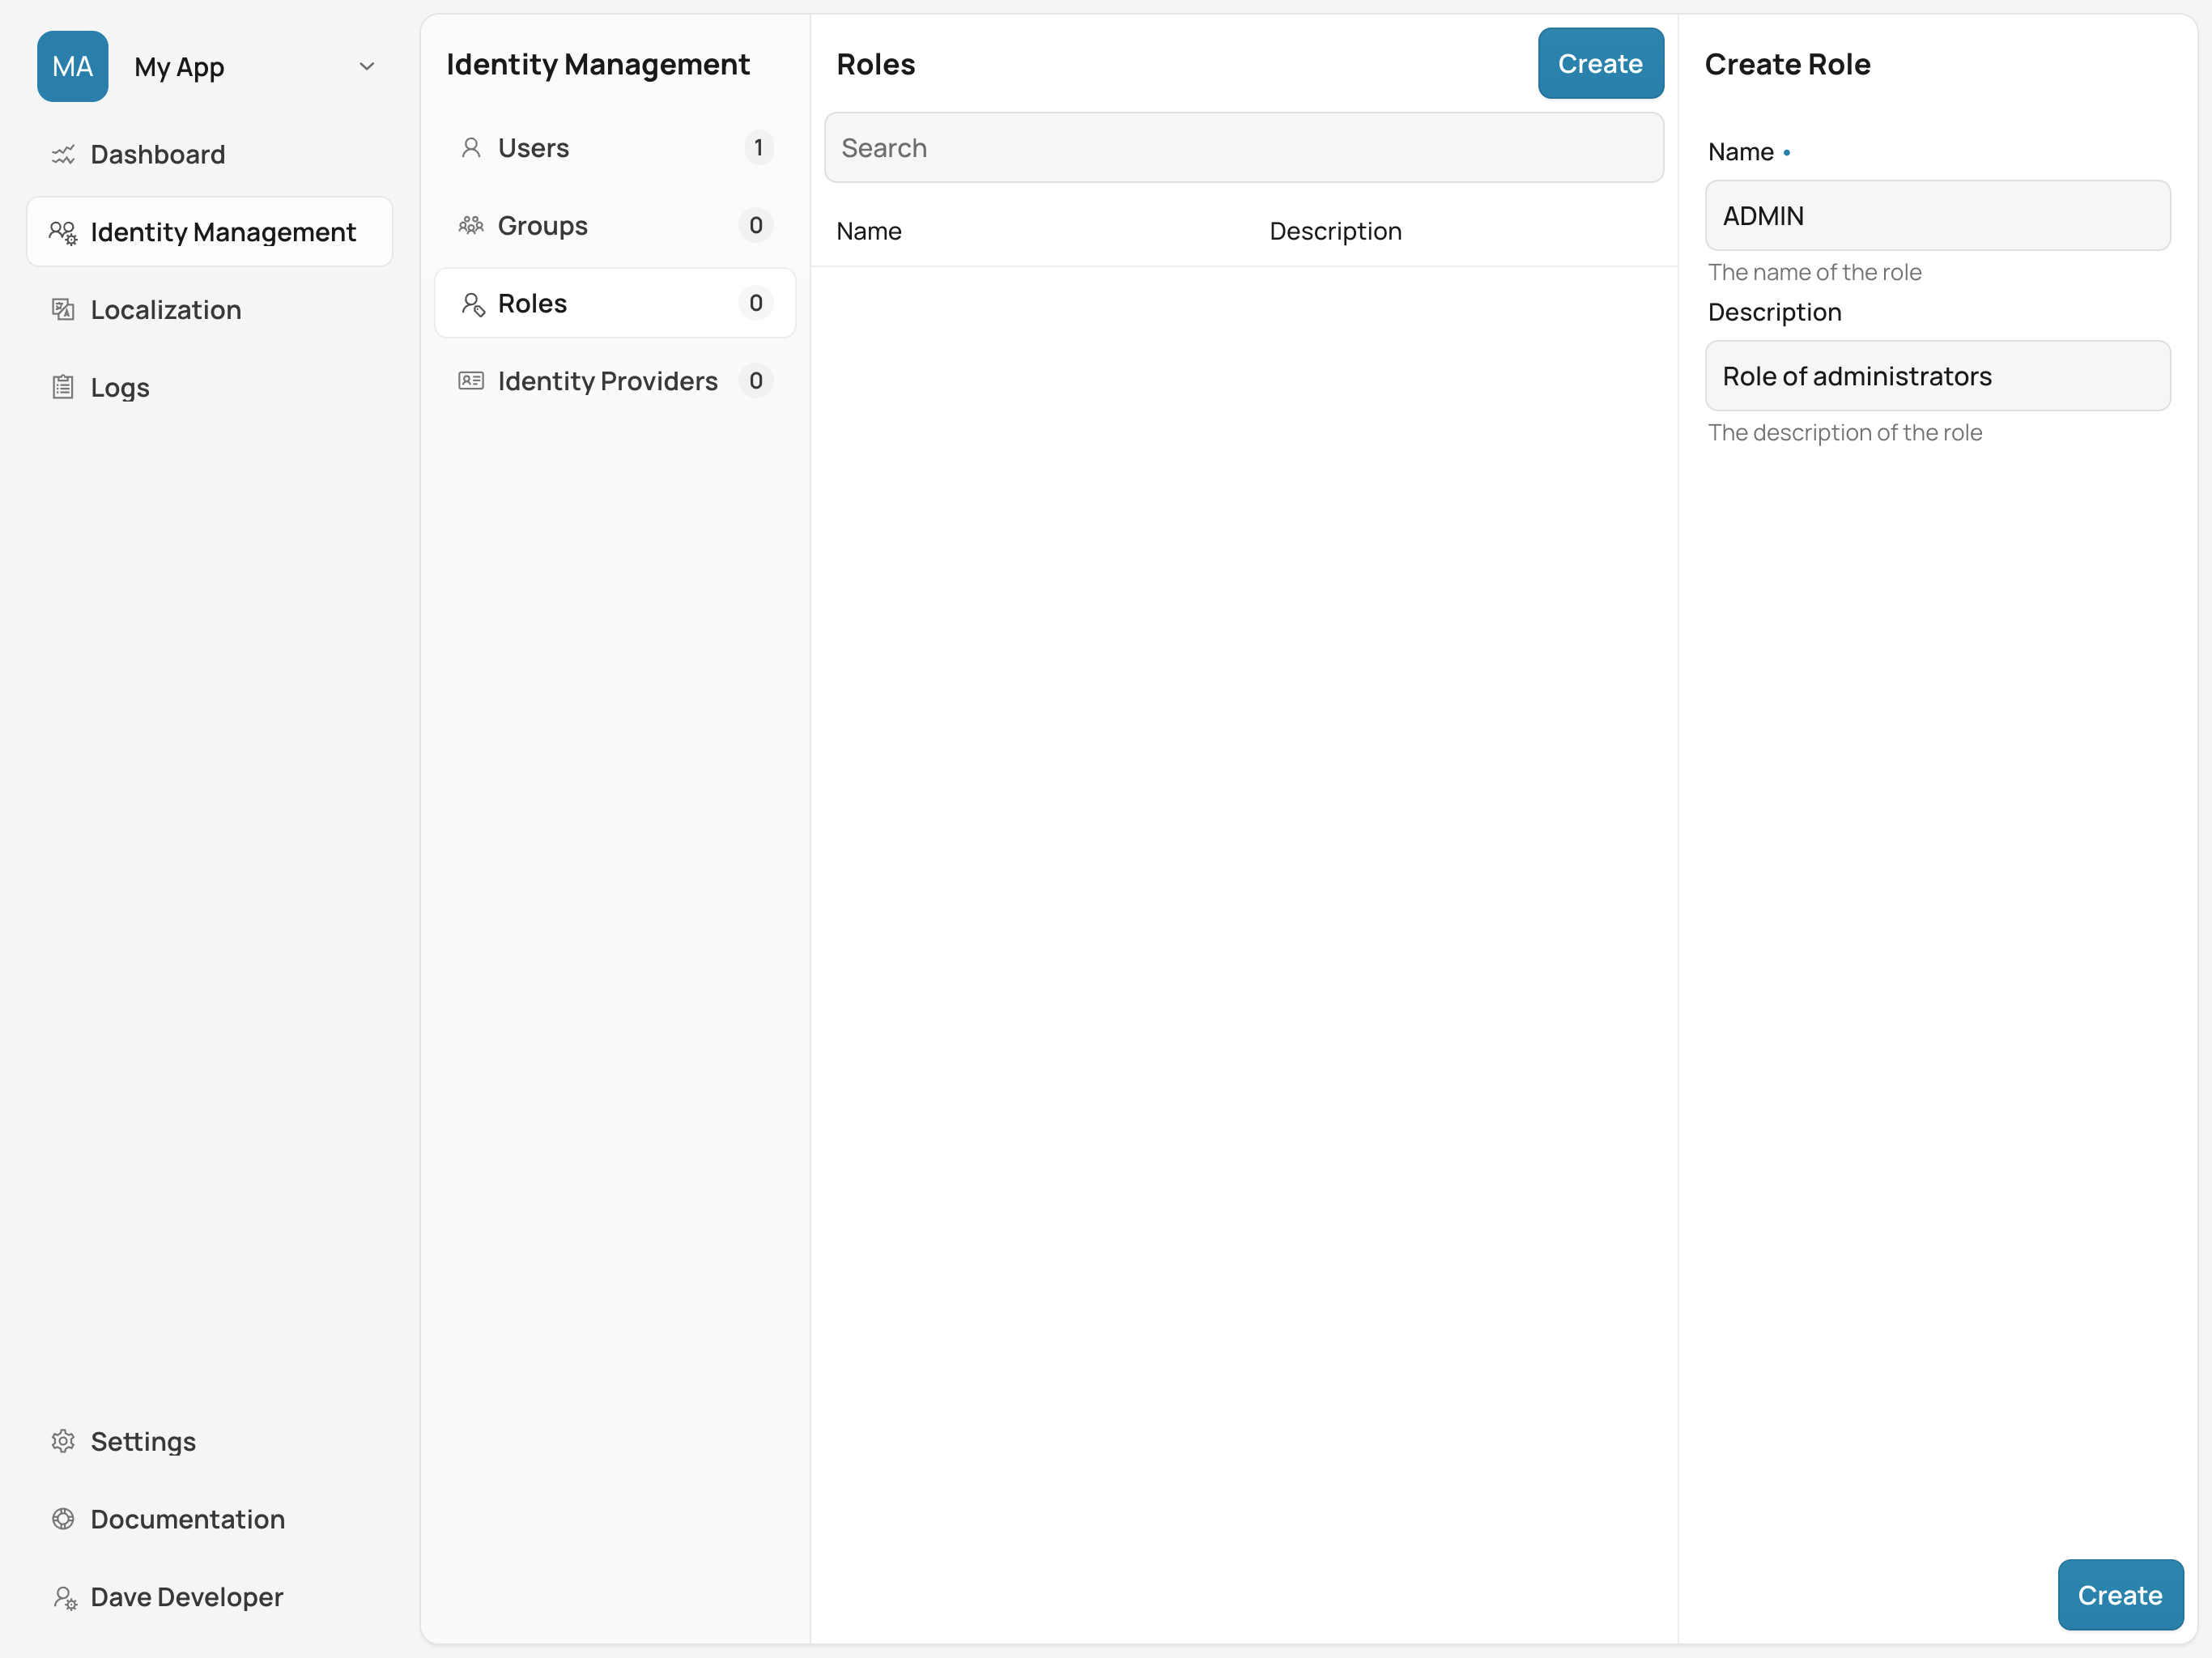 MA
My App
Dashboard
Identity Management
Localization
Logs
Settings
Documentation
Dave Developer
Identity Management
Users 1
Groups 0
Roles 0
Identity Providers 0
Roles
Create
Search
Name Description
Create Role
Name •
ADMIN
The name of the role
Description
Role of administrators
The description of the role
Create